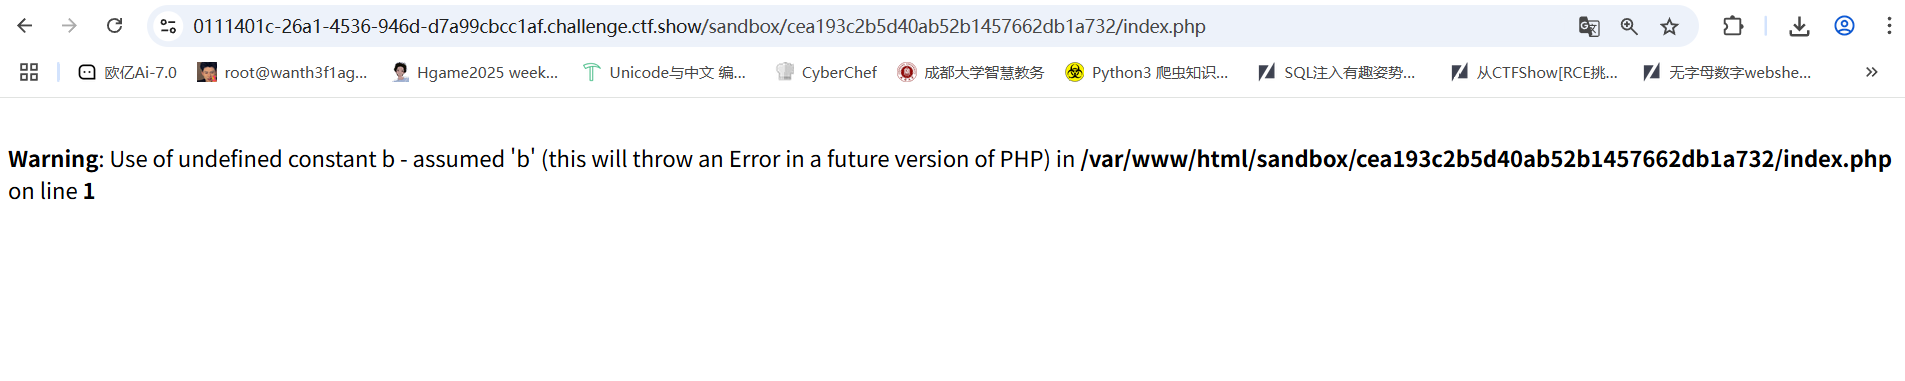 0111401c-26a1-4536-946d-d7a99cbcc1af.challenge.ctf.show/sandbox/cea193c2b5d40ab52b1457662db1a732/index.php
欧亿Ai-7.0 root@wanth3f1ag... Hgame2025 week... Unicode与中文 编... CyberChef 成都大学智慧教务 Python3 爬虫知识... SQL注入有趣姿势... 从CTFShow[RCE挑... 无字母数字webshe...
Warning: Use of undefined constant b - assumed 'b' (this will throw an Error in a future version of PHP) in /var/www/html/sandbox/cea193c2b5d40ab52b1457662db1a732/index.php
on line 1